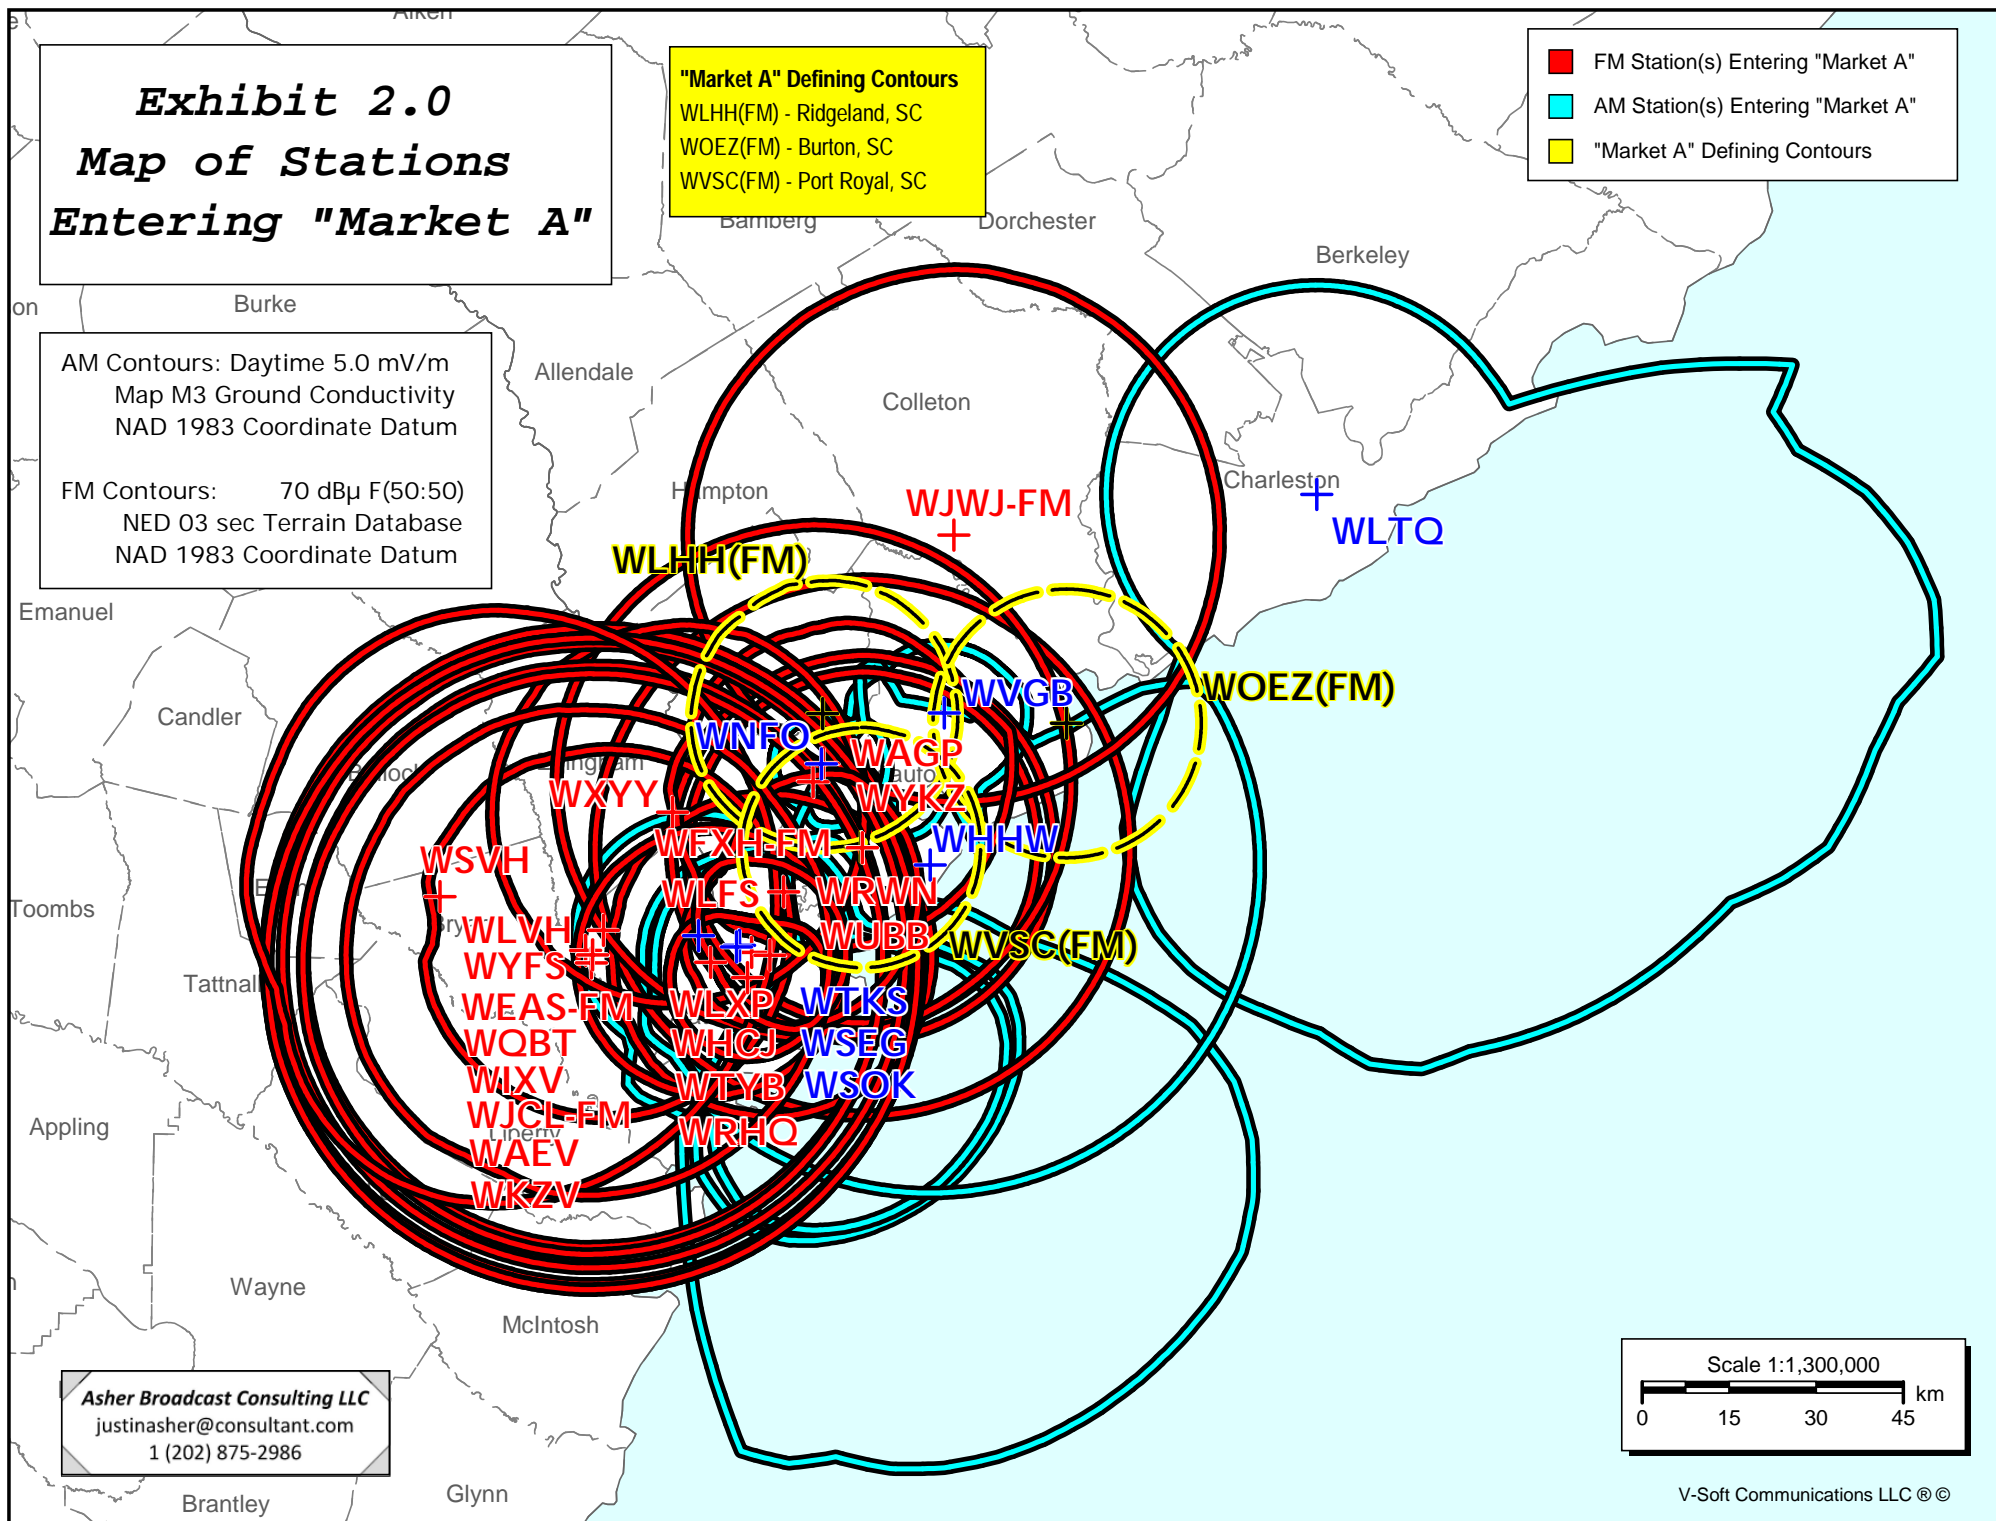 Aiken
Exhibit 2.0
Map of Stations
Entering "Market A"
"Market A" Defining Contours
WLHH(FM) - Ridgeland, SC
WOEZ(FM) - Burton, SC
WVSC(FM) - Port Royal, SC
FM Station(s) Entering "Market A"
AM Station(s) Entering "Market A"
"Market A" Defining Contours
Bamberg
Dorchester
Berkeley
on
Burke
AM Contours: Daytime 5.0 mV/m
Map M3 Ground Conductivity
NAD 1983 Coordinate Datum
FM Contours: 70 dBµ F(50:50)
NED 03 sec Terrain Database
NAD 1983 Coordinate Datum
Allendale
Colleton
Hampton
Charleston
WJWJ-FM
WLTQ
WLHH(FM)
Emanuel
WOEZ(FM)
WVGB
Candler
WNFO
WAGP
WXYY
WYKZ
WFXH-FM
WHHW
WSVH
WLFS
WRWN
Toombs
WLVH
WUBB
WVSC(FM)
WYFS
Tattnall
WEAS-FM
WLXP
WTKS
WQBT
WHCJ
WSEG
WIXV
WTYB
WSOK
WJCL-FM
WRHQ
Liberty
Appling
WAEV
WKZV
Wayne
McIntosh
Asher Broadcast Consulting LLC
justinasher@consultant.com
1 (202) 875-2986
Scale 1:1,300,000
km
0 15 30 45
Brantley
Glynn
V-Soft Communications LLC ® ©